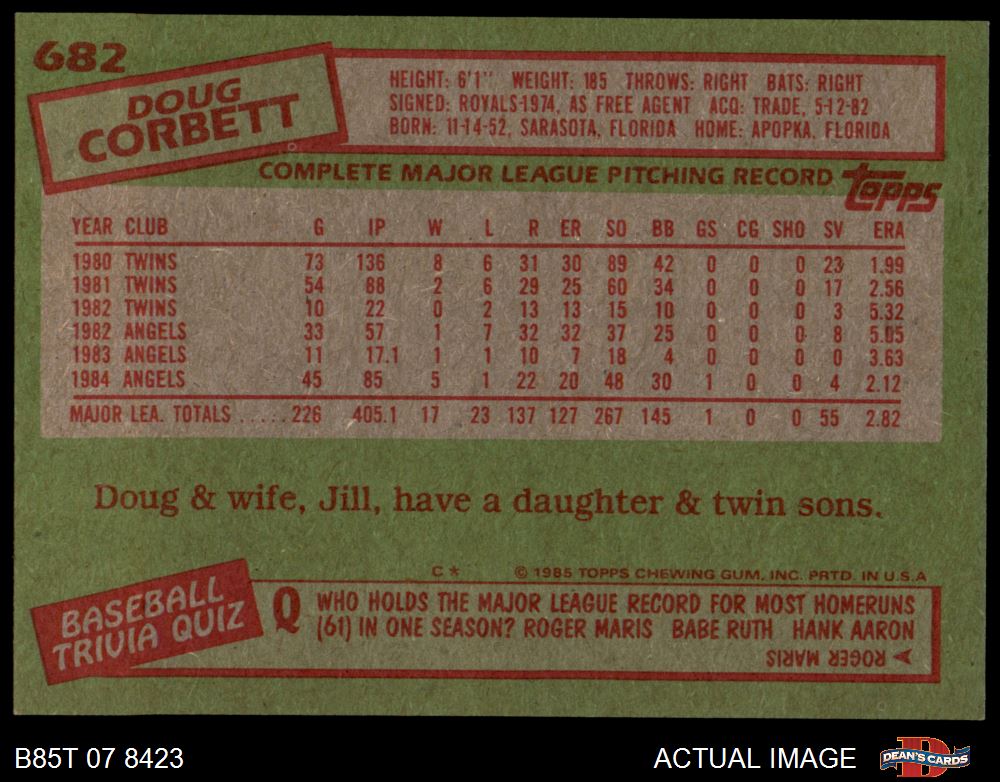 682
DOUG
CORBETT
HEIGHT: 6'1" WEIGHT: 185 THROWS: RIGHT BATS: RIGHT
SIGNED: ROYALS-1974, AS FREE AGENT ACQ: TRADE, 5-12-82
BORN: 11-14-52, SARASOTA, FLORIDA HOME: APOPKA, FLORIDA
COMPLETE MAJOR LEAGUE PITCHING RECORD topps
YEAR CLUB G IP W L R ER SO BB GS CG SHO SV ERA
1980 TWINS 73 136 8 6 31 30 89 42 0 0 0 23 1.99
1981 TWINS 54 88 2 6 29 25 60 34 0 0 0 17 2.56
1982 TWINS 10 22 0 2 13 13 15 10 0 0 0 3 5.32
1982 ANGELS 33 57 1 7 32 32 37 25 0 0 0 8 5.05
1983 ANGELS 11 17.1 1 1 10 7 18 4 0 0 0 0 3.63
1984 ANGELS 45 85 5 1 22 20 48 30 1 0 0 4 2.12
MAJOR LEA. TOTALS ..... 226 405.1 17 23 137 127 267 145 1 0 0 55 2.82
Doug & wife, Jill, have a daughter & twin sons.
C* © 1985 TOPPS CHEWING GUM, INC. PRTD. IN U.S.A
BASEBALL
TRIVIA QUIZ
Q WHO HOLDS THE MAJOR LEAGUE RECORD FOR MOST HOMERUNS
(61) IN ONE SEASON? ROGER MARIS BABE RUTH HANK AARON
ROGER MARIS
B85T 07 8423
ACTUAL IMAGE
DEAN'S CARDS